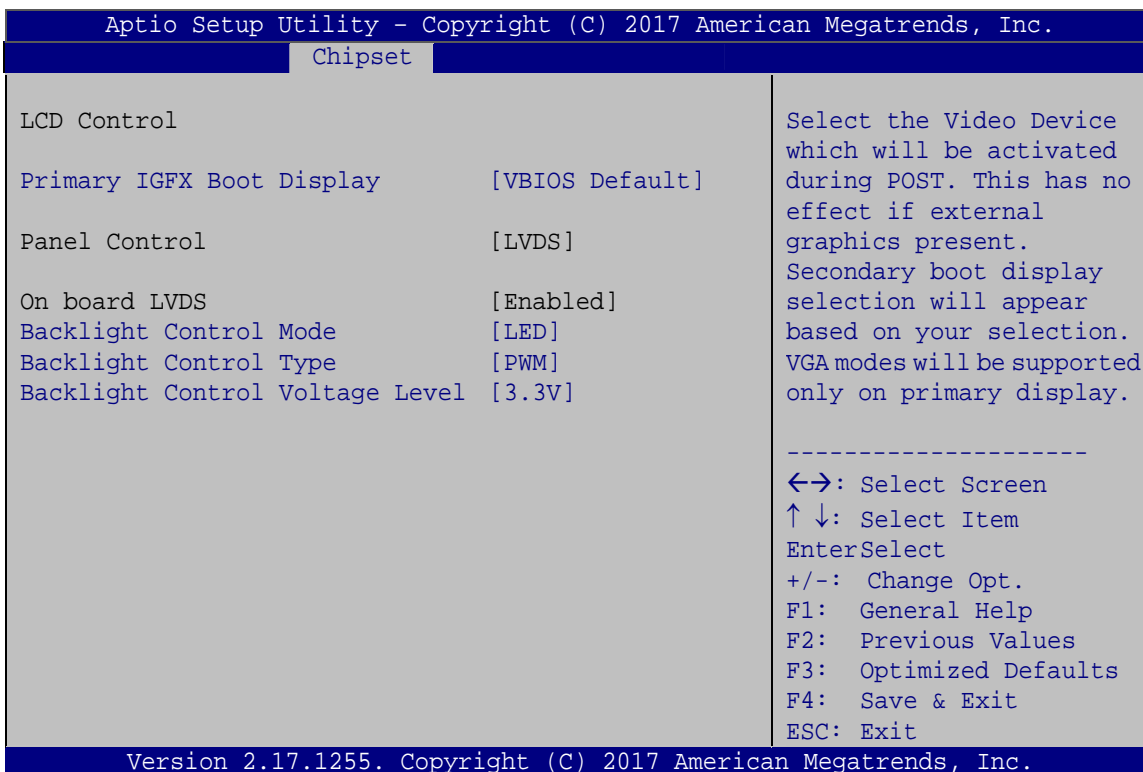 Aptio Setup Utility – Copyright (C) 2017 American Megatrends, Inc.
Chipset
LCD Control
Primary IGFX Boot Display [VBIOS Default]
Panel Control [LVDS]
On board LVDS [Enabled]
Backlight Control Mode [LED]
Backlight Control Type [PWM]
Backlight Control Voltage Level [3.3V]
Select the Video Device
which will be activated
during POST. This has no
effect if external
graphics present.
Secondary boot display
selection will appear
based on your selection.
VGA modes will be supported
only on primary display.
---------------------
←→: Select Screen
↑ ↓: Select Item
EnterSelect
+/-: Change Opt.
F1: General Help
F2: Previous Values
F3: Optimized Defaults
F4: Save & Exit
ESC: Exit
Version 2.17.1255. Copyright (C) 2017 American Megatrends, Inc.